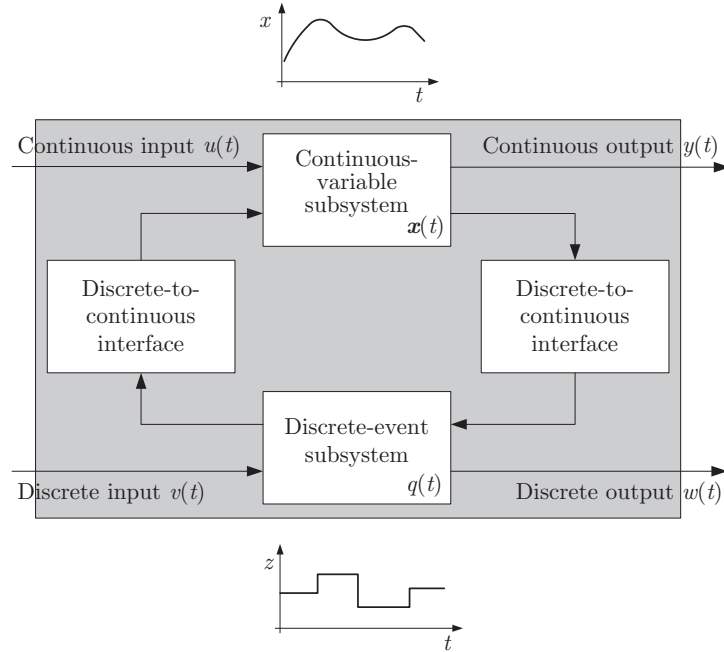 x
t
Continuous input u(t)
Continuous-
variable
subsystem
x(t)
Continuous output y(t)
Discrete-to-
continuous
interface
Discrete-to-
continuous
interface
Discrete-event
subsystem
q(t)
Discrete input v(t)
Discrete output w(t)
z
t